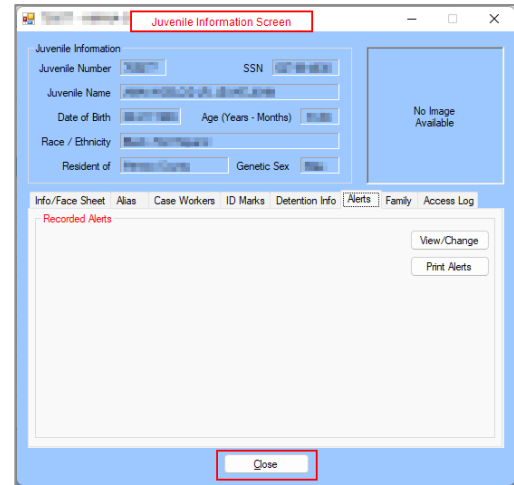 Juvenile Information Screen
Juvenile Information
Juvenile Number SSN
Juvenile Name
Date of Birth Age (Years - Months)
Race / Ethnicity
Resident of Genetic Sex
No Image
Available
Info/Face Sheet Alias Case Workers ID Marks Detention Info Alerts Family Access Log
Recorded Alerts
View/Change
Print Alerts
Close